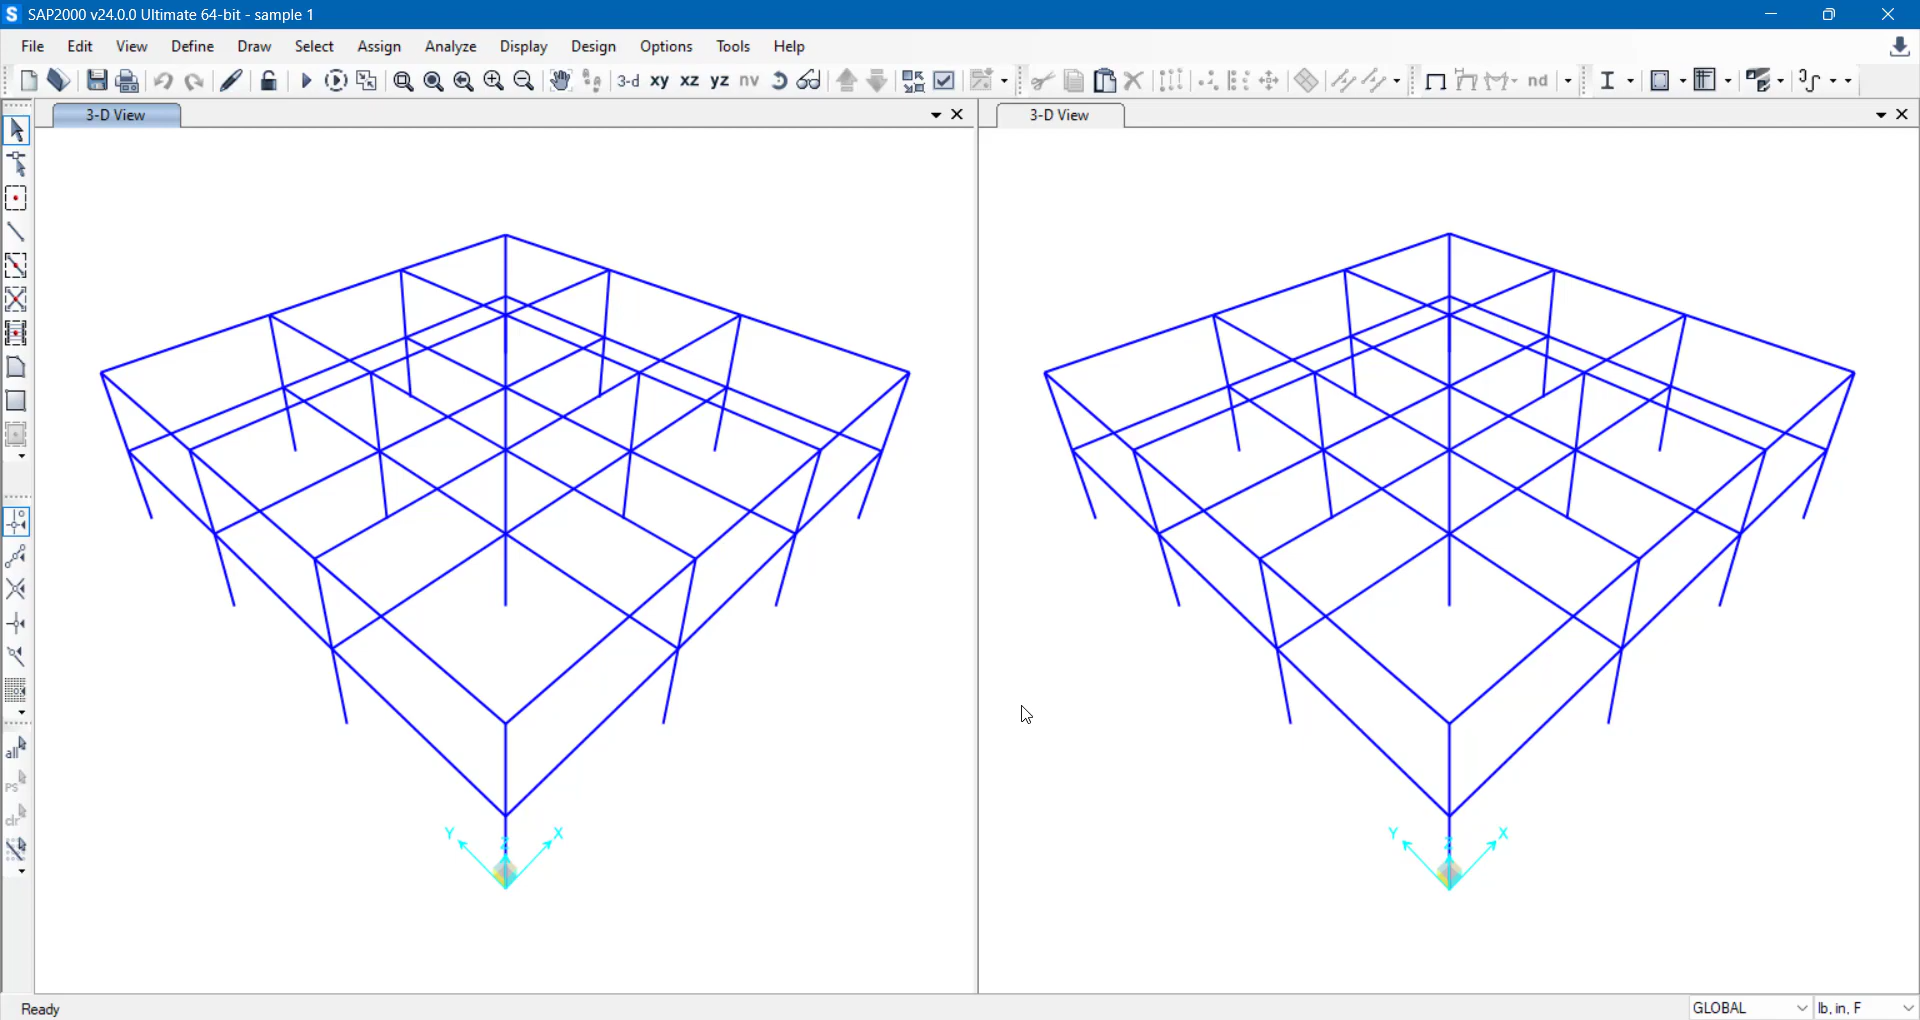 S SAP2000 v24.0.0 Ultimate 64-bit - sample 1
File Edit View Define Draw Select Assign Analyze Display Design Options Tools Help
3-d xy xz yz nv nd
3-D View
3-D View
all
ps
clr
Y Z X
Y Z X
Ready
GLOBAL
lb, in, F